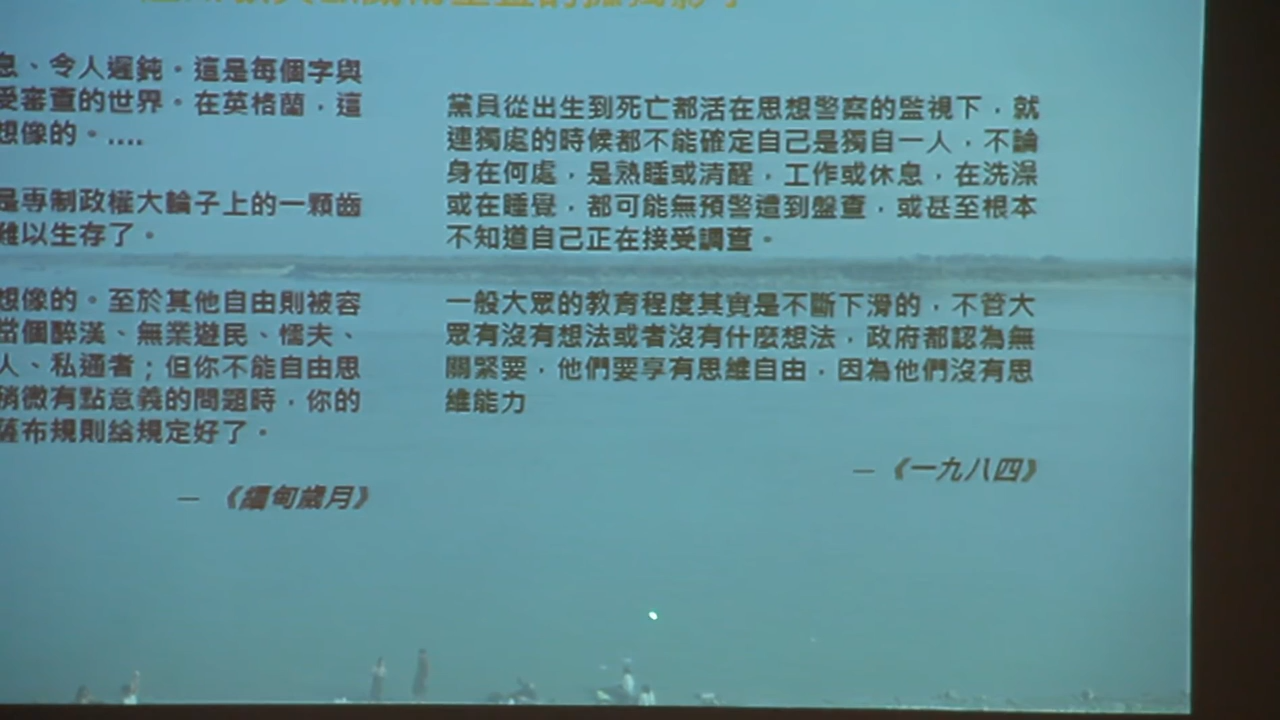 息、令人遲鈍。這是每個字與
受審查的世界。在英格蘭，這
想像的。....
是專制政權大輪子上的一顆齒
難以生存了。
想像的。至於其他自由則被容
當個醉漢、無業遊民、懦夫、
人、私通者；但你不能自由思
稍微有點意義的問題時，你的
薩布規則給規定好了。
— 《緬甸歲月》
黨員從出生到死亡都活在思想警察的監視下，就
連獨處的時候都不能確定自己是獨自一人，不論
身在何處，是熟睡或清醒，工作或休息，在洗澡
或在睡覺，都可能無預警遭到盤查，或甚至根本
不知道自己正在接受調查。
一般大眾的教育程度其實是不斷下滑的，不管大
眾有沒有想法或者沒有什麼想法，政府都認為無
關緊要，他們要享有思維自由，因為他們沒有思
維能力
— 《一九八四》